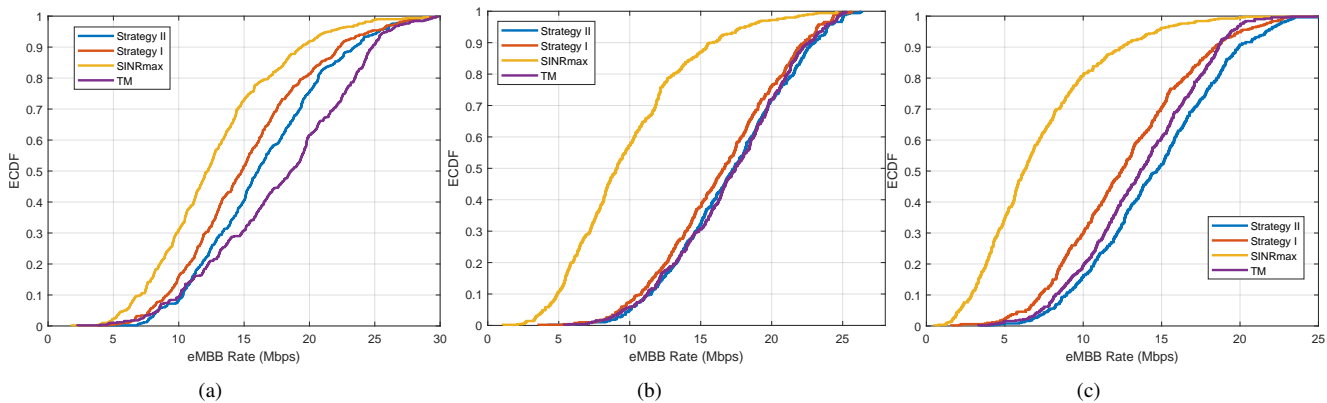 1
0.9
0.8
0.7
0.6
0.5
0.4
0.3
0.2
0.1
0
ECDF
Strategy II
Strategy I
SINRmax
TM
0 5 10 15 20 25 30
eMBB Rate (Mbps)
(a)
1
0.9
0.8
0.7
0.6
0.5
0.4
0.3
0.2
0.1
0
ECDF
Strategy II
Strategy I
SINRmax
TM
0 5 10 15 20 25
eMBB Rate (Mbps)
(b)
1
0.9
0.8
0.7
0.6
0.5
0.4
0.3
0.2
0.1
0
ECDF
Strategy II
Strategy I
SINRmax
TM
0 5 10 15 20 25
eMBB Rate (Mbps)
(c)